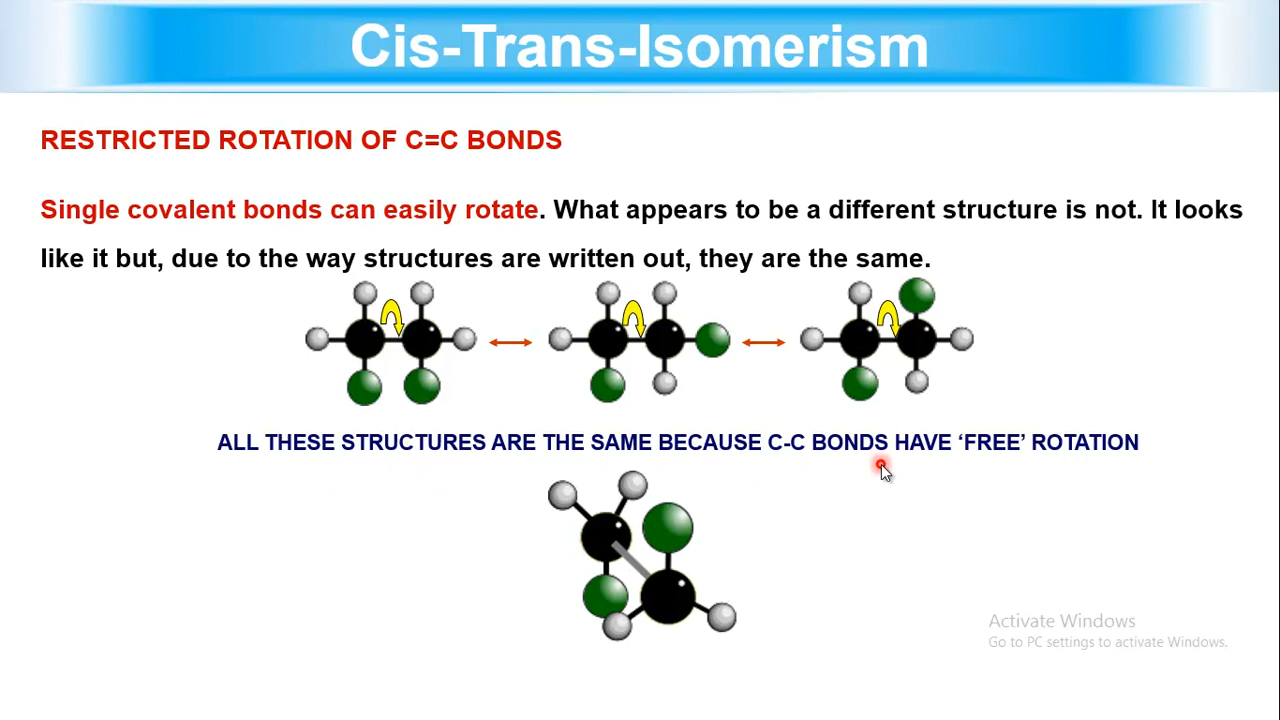 Cis-Trans-Isomerism
RESTRICTED ROTATION OF C=C BONDS
Single covalent bonds can easily rotate. What appears to be a different structure is not. It looks
like it but, due to the way structures are written out, they are the same.
ALL THESE STRUCTURES ARE THE SAME BECAUSE C-C BONDS HAVE ‘FREE’ ROTATION
Activate Windows
Go to PC settings to activate Windows.